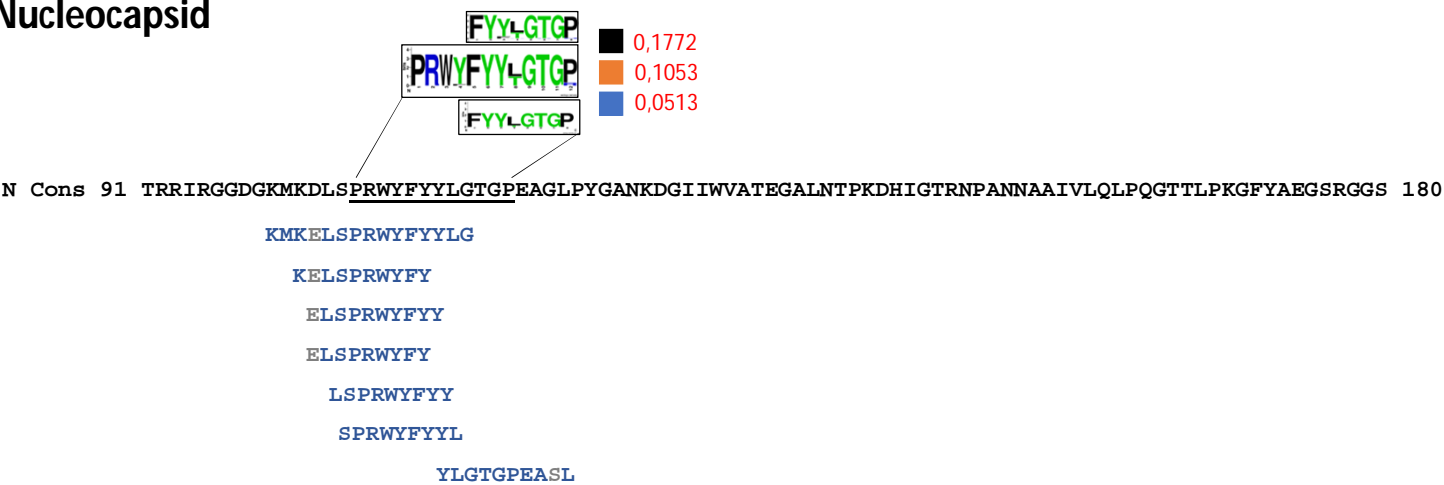 Nucleocapsid
FYYLGTGP
PRWYFYYLGTGP
FYYLGTGP
0,1772
0,1053
0,0513
N Cons 91 TRRIRGGDGKMKDLSPRWYFYYLGTGPEAGLPYGANKDGIIWVATEGALNTPKDHIGTRNPANNAAIVLQLPQGTTLPKGFYAEGSRGGS 180
KMKELSPRWYFYYLG
KELSPRWYFY
ELSPRWYFYY
ELSPRWYFY
LSPRWYFYY
SPRWYFYYL
YLGTGPEASL